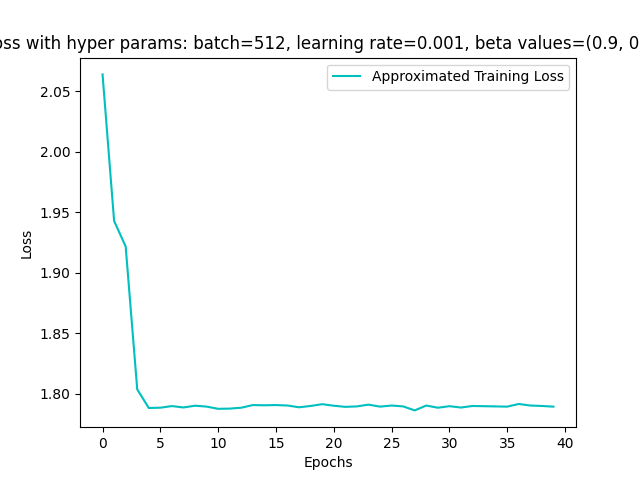 oss with hyper params: batch=512, learning rate=0.001, beta values=(0.9, 0
Approximated Training Loss
2.05
2.00
1.95
1.90
1.85
1.80
Loss
0 5 10 15 20 25 30 35 40
Epochs